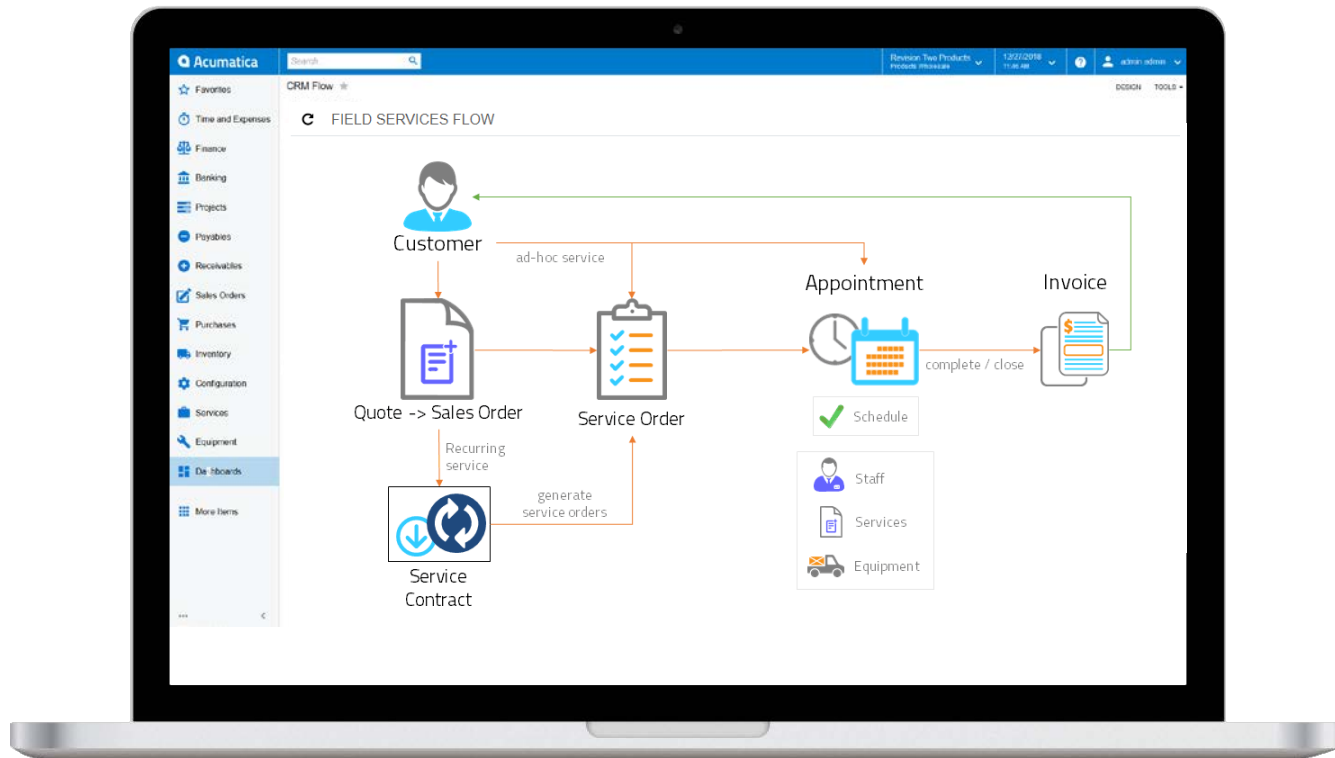 Acumatica
Search
Revision Two Products
Products Wholesale
12/27/2018
admin admin
Favorites
Time and Expenses
Finance
Banking
Projects
Payables
Receivables
Sales Orders
Purchases
Inventory
Configuration
Services
Equipment
Dashboards
More Items
CRM Flow
DESIGN TOOLS
FIELD SERVICES FLOW
Customer
ad-hoc service
Appointment
Invoice
complete / close
Quote -> Sales Order
Service Order
Schedule
Recurring
service
Staff
generate
service orders
Services
Equipment
Service
Contract